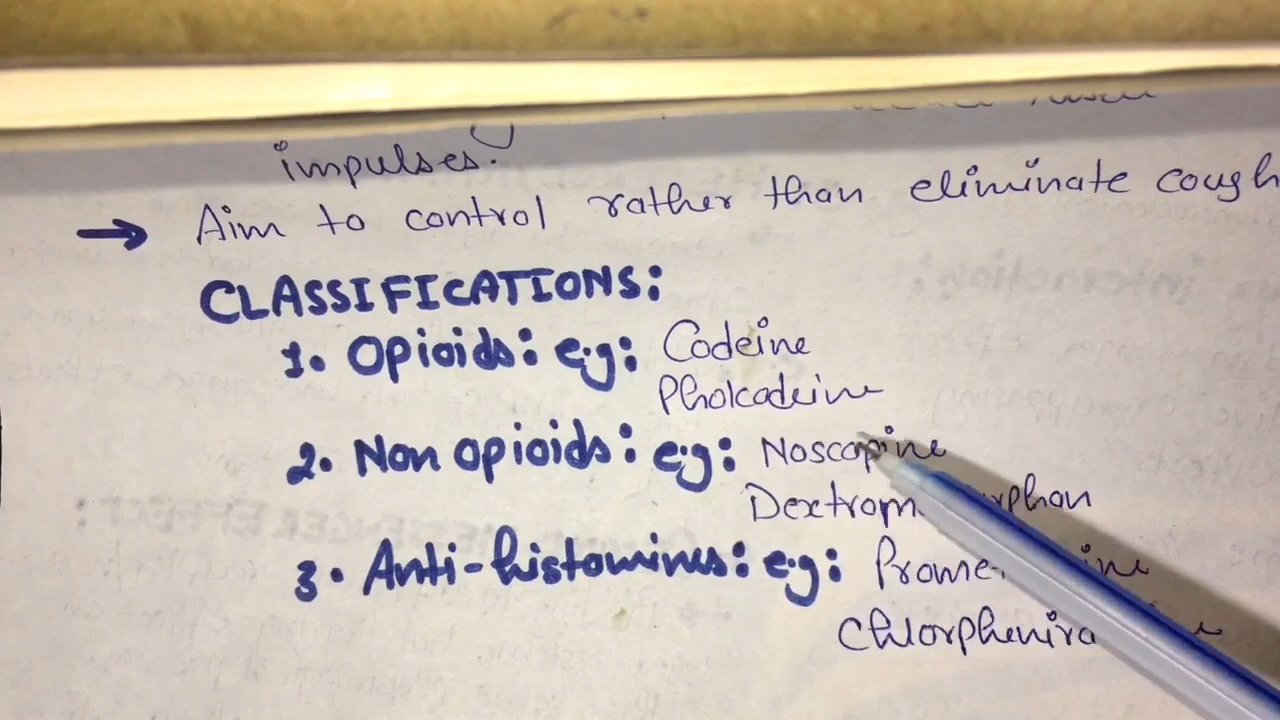 impulses.
→ Aim to control rather than eliminate cough
CLASSIFICATIONS:
1. Opioids: e.g: Codeine
Pholcodeine
2. Non opioids: e.g: Noscapine
3. Anti-histamines: e.g: